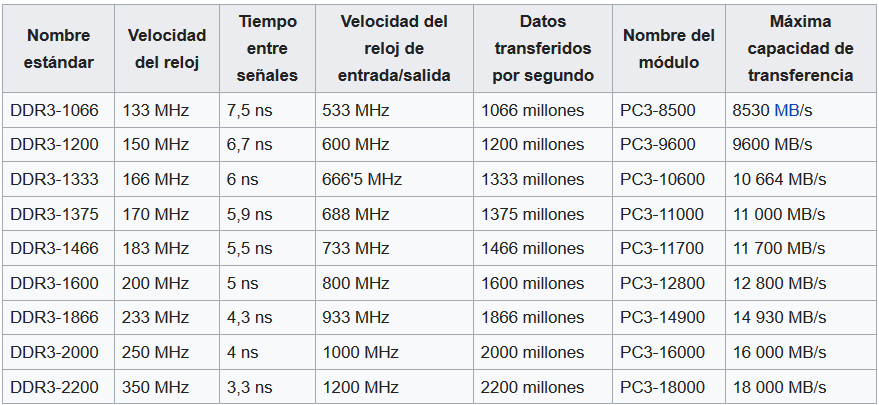 Nombre estándar | Velocidad del reloj | Tiempo entre señales | Velocidad del reloj de entrada/salida | Datos transferidos por segundo | Nombre del módulo | Máxima capacidad de transferencia
DDR3-1066 | 133 MHz | 7,5 ns | 533 MHz | 1066 millones | PC3-8500 | 8530 MB/s
DDR3-1200 | 150 MHz | 6,7 ns | 600 MHz | 1200 millones | PC3-9600 | 9600 MB/s
DDR3-1333 | 166 MHz | 6 ns | 666'5 MHz | 1333 millones | PC3-10600 | 10 664 MB/s
DDR3-1375 | 170 MHz | 5,9 ns | 688 MHz | 1375 millones | PC3-11000 | 11 000 MB/s
DDR3-1466 | 183 MHz | 5,5 ns | 733 MHz | 1466 millones | PC3-11700 | 11 700 MB/s
DDR3-1600 | 200 MHz | 5 ns | 800 MHz | 1600 millones | PC3-12800 | 12 800 MB/s
DDR3-1866 | 233 MHz | 4,3 ns | 933 MHz | 1866 millones | PC3-14900 | 14 930 MB/s
DDR3-2000 | 250 MHz | 4 ns | 1000 MHz | 2000 millones | PC3-16000 | 16 000 MB/s
DDR3-2200 | 350 MHz | 3,3 ns | 1200 MHz | 2200 millones | PC3-18000 | 18 000 MB/s